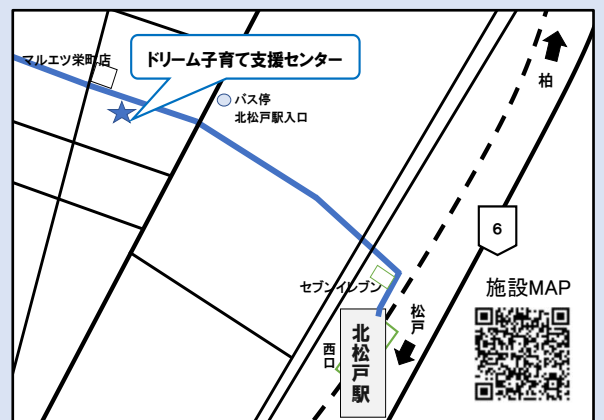 マルエツ栄町店
ドリーム子育て支援センター
バス停
北松戸駅入口
柏
6
セブンイレブン
施設MAP
松戸
西口
北松戸駅